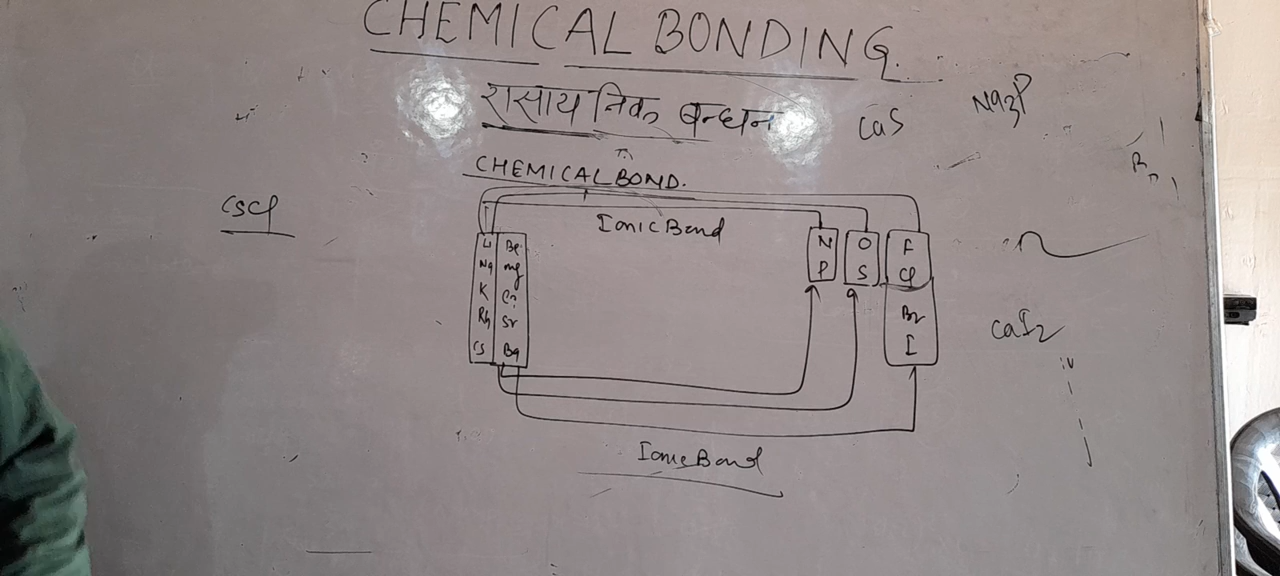 CHEMICAL BONDING.
रासायनिक बन्धन
CaS
Na3P
CHEMICAL BOND.
CsCl
Ionic Bond
Li Be N O F
Na Mg P S Cl
K Ca Br
Rb Sr I
Cs Ba
CaI2
Ionic Bond